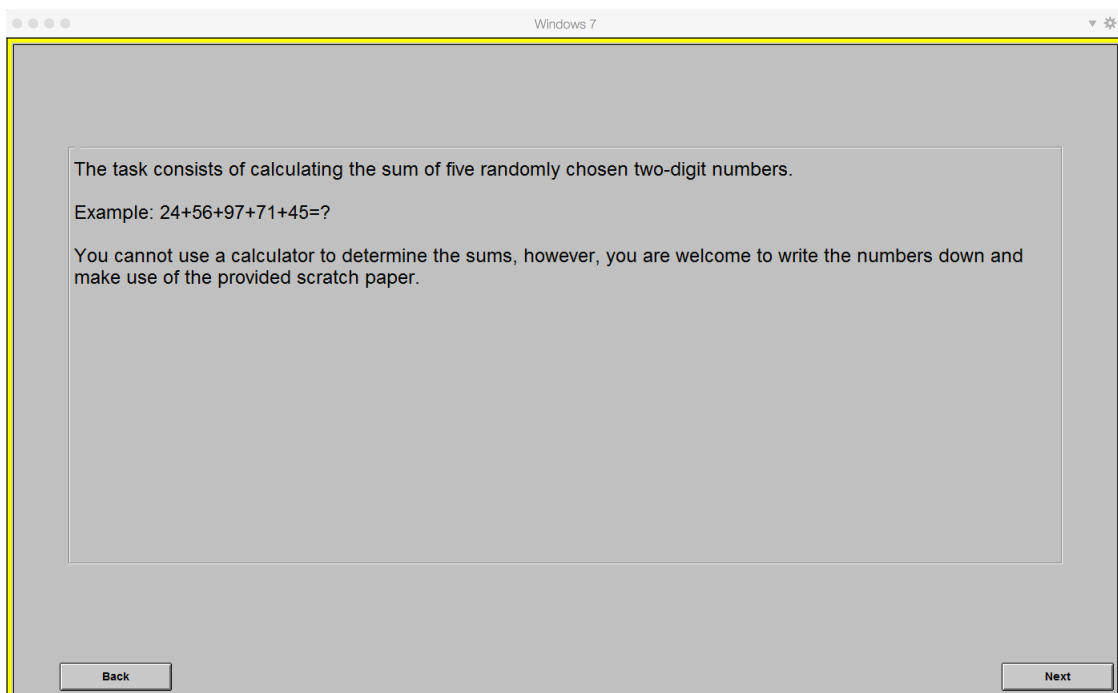 Windows 7
The task consists of calculating the sum of five randomly chosen two-digit numbers.
Example: 24+56+97+71+45=?
You cannot use a calculator to determine the sums, however, you are welcome to write the numbers down and
make use of the provided scratch paper.
Back
Next